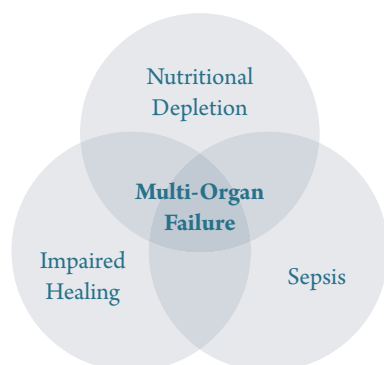 Nutritional
Depletion
Multi-Organ
Failure
Impaired
Healing
Sepsis